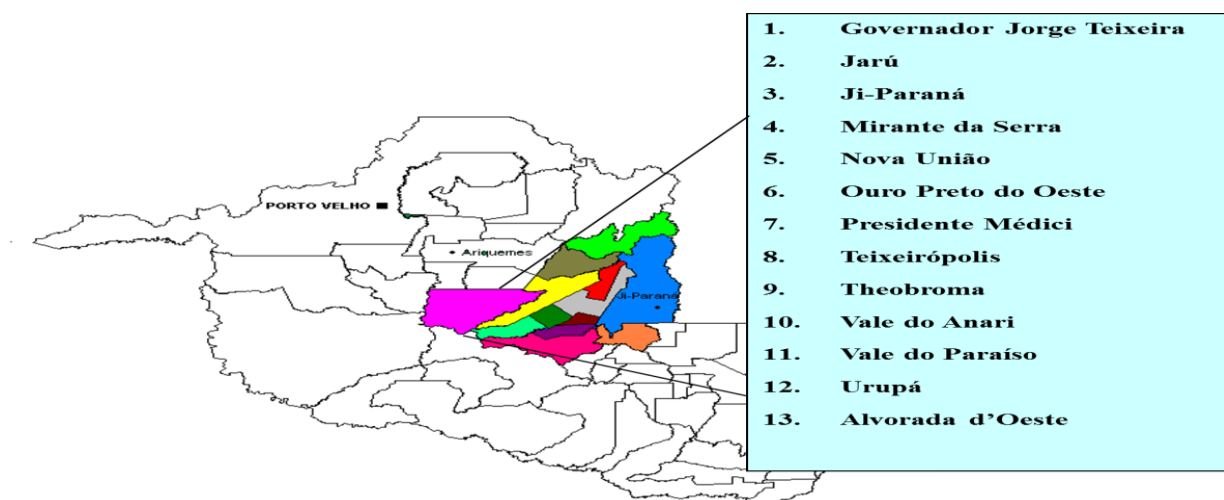 1. Governador Jorge Teixeira
2. Jarú
3. Ji-Paraná
4. Mirante da Serra
5. Nova União
6. Ouro Preto do Oeste
7. Presidente Médici
8. Teixeirópolis
9. Theobroma
10. Vale do Anari
11. Vale do Paraíso
12. Urupá
13. Alvorada d’Oeste
PORTO VELHO
Ariquemes
Ji-Paraná